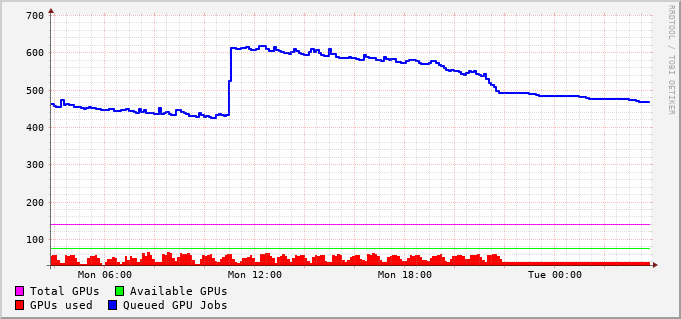 700
600
500
400
300
200
100
Mon 06:00 Mon 12:00 Mon 18:00 Tue 00:00
Total GPUs Available GPUs
GPUs used Queued GPU Jobs
RRDTOOL / TOBI OETIKER